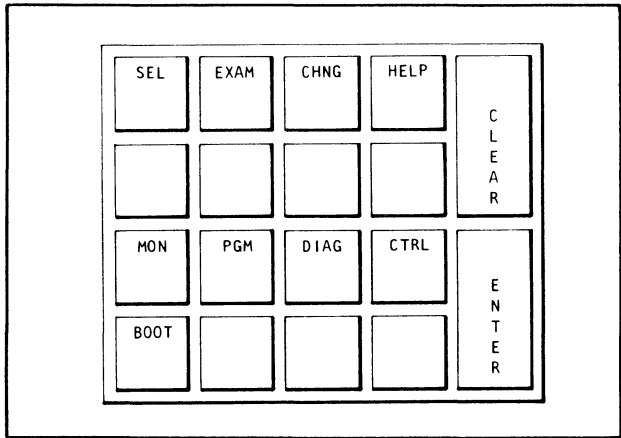 SEL EXAM CHNG HELP
CLEAR
MON PGM DIAG CTRL
ENTER
BOOT